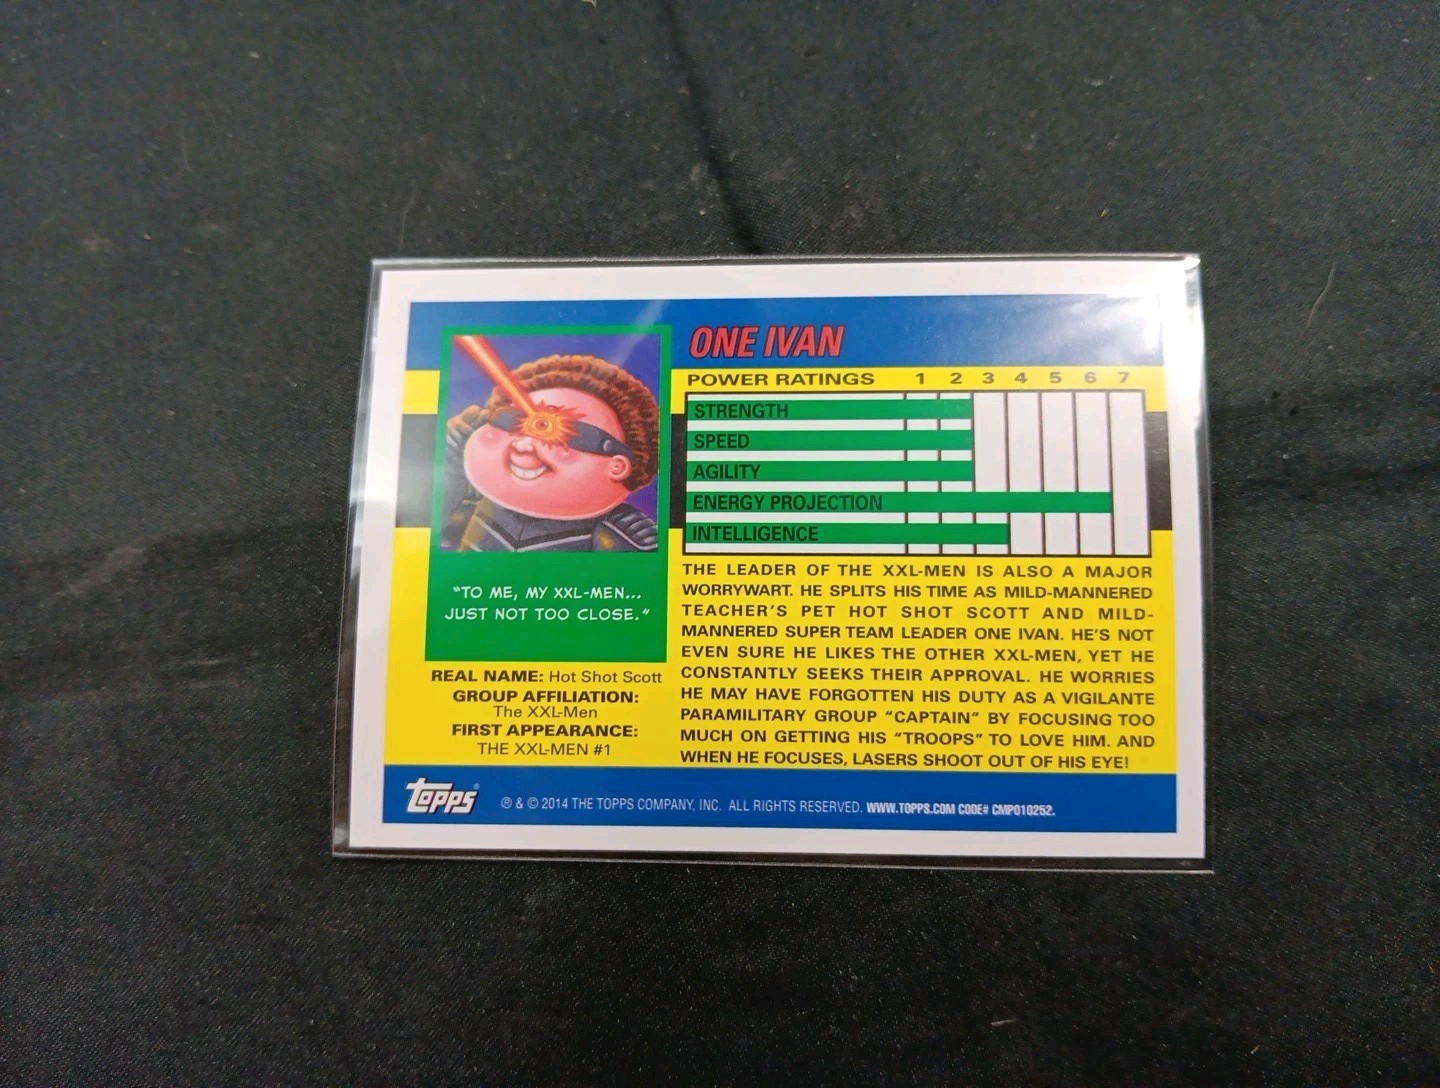 ONE IVAN
POWER RATINGS 1 2 3 4 5 6 7
STRENGTH
SPEED
AGILITY
ENERGY PROJECTION
INTELLIGENCE
"TO ME, MY XXL-MEN...
JUST NOT TOO CLOSE."
REAL NAME: Hot Shot Scott
GROUP AFFILIATION:
The XXL-Men
FIRST APPEARANCE:
THE XXL-MEN #1
THE LEADER OF THE XXL-MEN IS ALSO A MAJOR
WORRYWART. HE SPLITS HIS TIME AS MILD-MANNERED
TEACHER'S PET HOT SHOT SCOTT AND MILD-
MANNERED SUPER TEAM LEADER ONE IVAN. HE'S NOT
EVEN SURE HE LIKES THE OTHER XXL-MEN, YET HE
CONSTANTLY SEEKS THEIR APPROVAL. HE WORRIES
HE MAY HAVE FORGOTTEN HIS DUTY AS A VIGILANTE
PARAMILITARY GROUP "CAPTAIN" BY FOCUSING TOO
MUCH ON GETTING HIS "TROOPS" TO LOVE HIM. AND
WHEN HE FOCUSES, LASERS SHOOT OUT OF HIS EYE!
topps® ® & © 2014 THE TOPPS COMPANY, INC. ALL RIGHTS RESERVED. WWW.TOPPS.COM CODE# CMP010252.